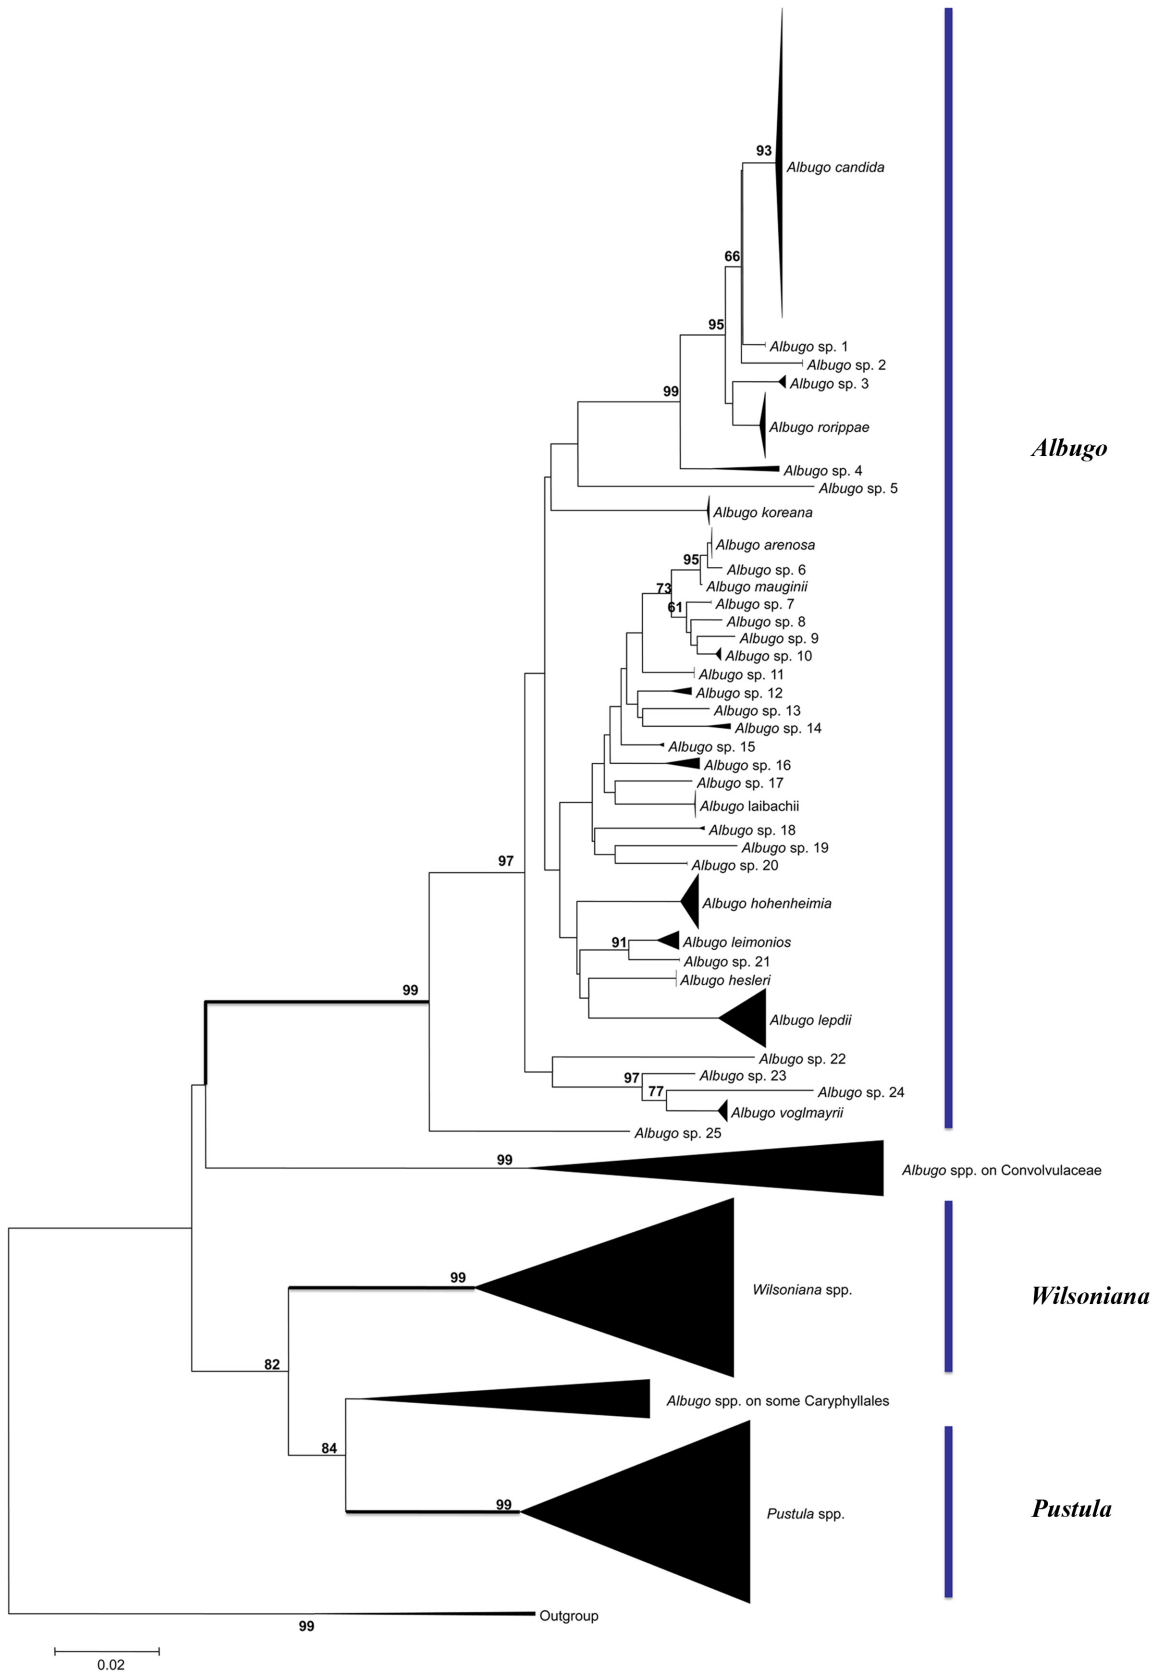 93
Albugo candida
66
95
Albugo sp. 1
Albugo sp. 2
Albugo sp. 3
99
Albugo rorippae
Albugo
Albugo sp. 4
Albugo sp. 5
Albugo koreana
Albugo arenosa
95
Albugo sp. 6
Albugo mauginii
73
Albugo sp. 7
61
Albugo sp. 8
Albugo sp. 9
Albugo sp. 10
Albugo sp. 11
Albugo sp. 12
Albugo sp. 13
Albugo sp. 14
Albugo sp. 15
Albugo sp. 16
Albugo sp. 17
Albugo laibachii
Albugo sp. 18
Albugo sp. 19
Albugo sp. 20
97
Albugo hohenheimia
91
Albugo leimonios
Albugo sp. 21
Albugo hesleri
99
Albugo lepdii
Albugo sp. 22
97
Albugo sp. 23
77
Albugo sp. 24
Albugo voglmayrii
Albugo sp. 25
99
Albugo spp. on Convolvulaceae
99
Wilsoniana spp.
Wilsoniana
82
Albugo spp. on some Caryphyllales
84
99
Pustula spp.
Pustula
Outgroup
99
0.02